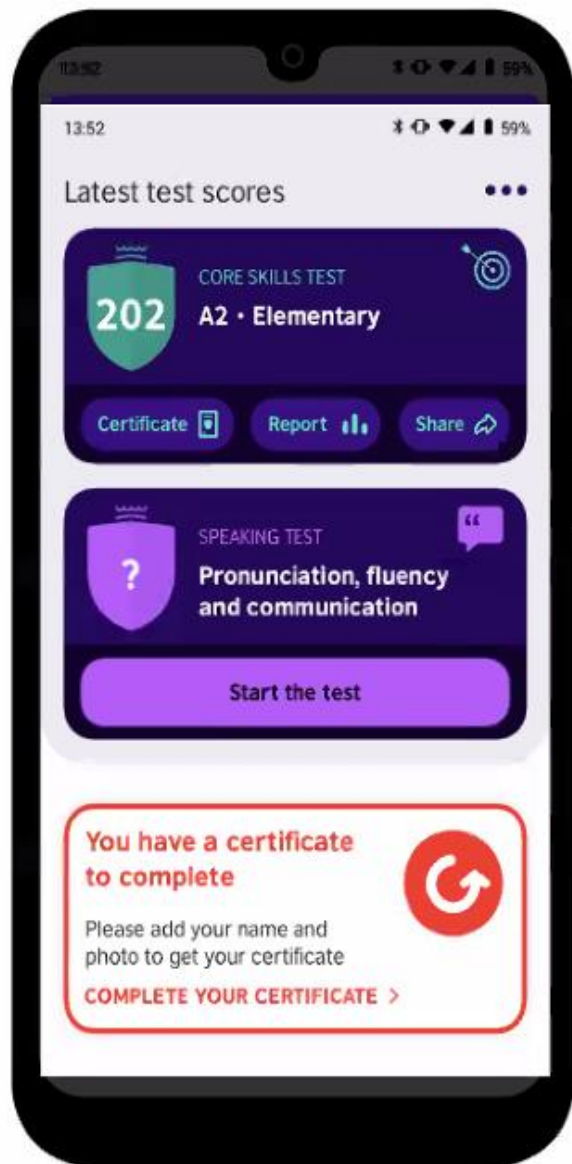 13:52
59%
13:52
59%
Latest test scores
202
CORE SKILLS TEST
A2 • Elementary
Certificate
Report
Share
?
SPEAKING TEST
Pronunciation, fluency
and communication
Start the test
You have a certificate
to complete
Please add your name and
photo to get your certificate
COMPLETE YOUR CERTIFICATE >